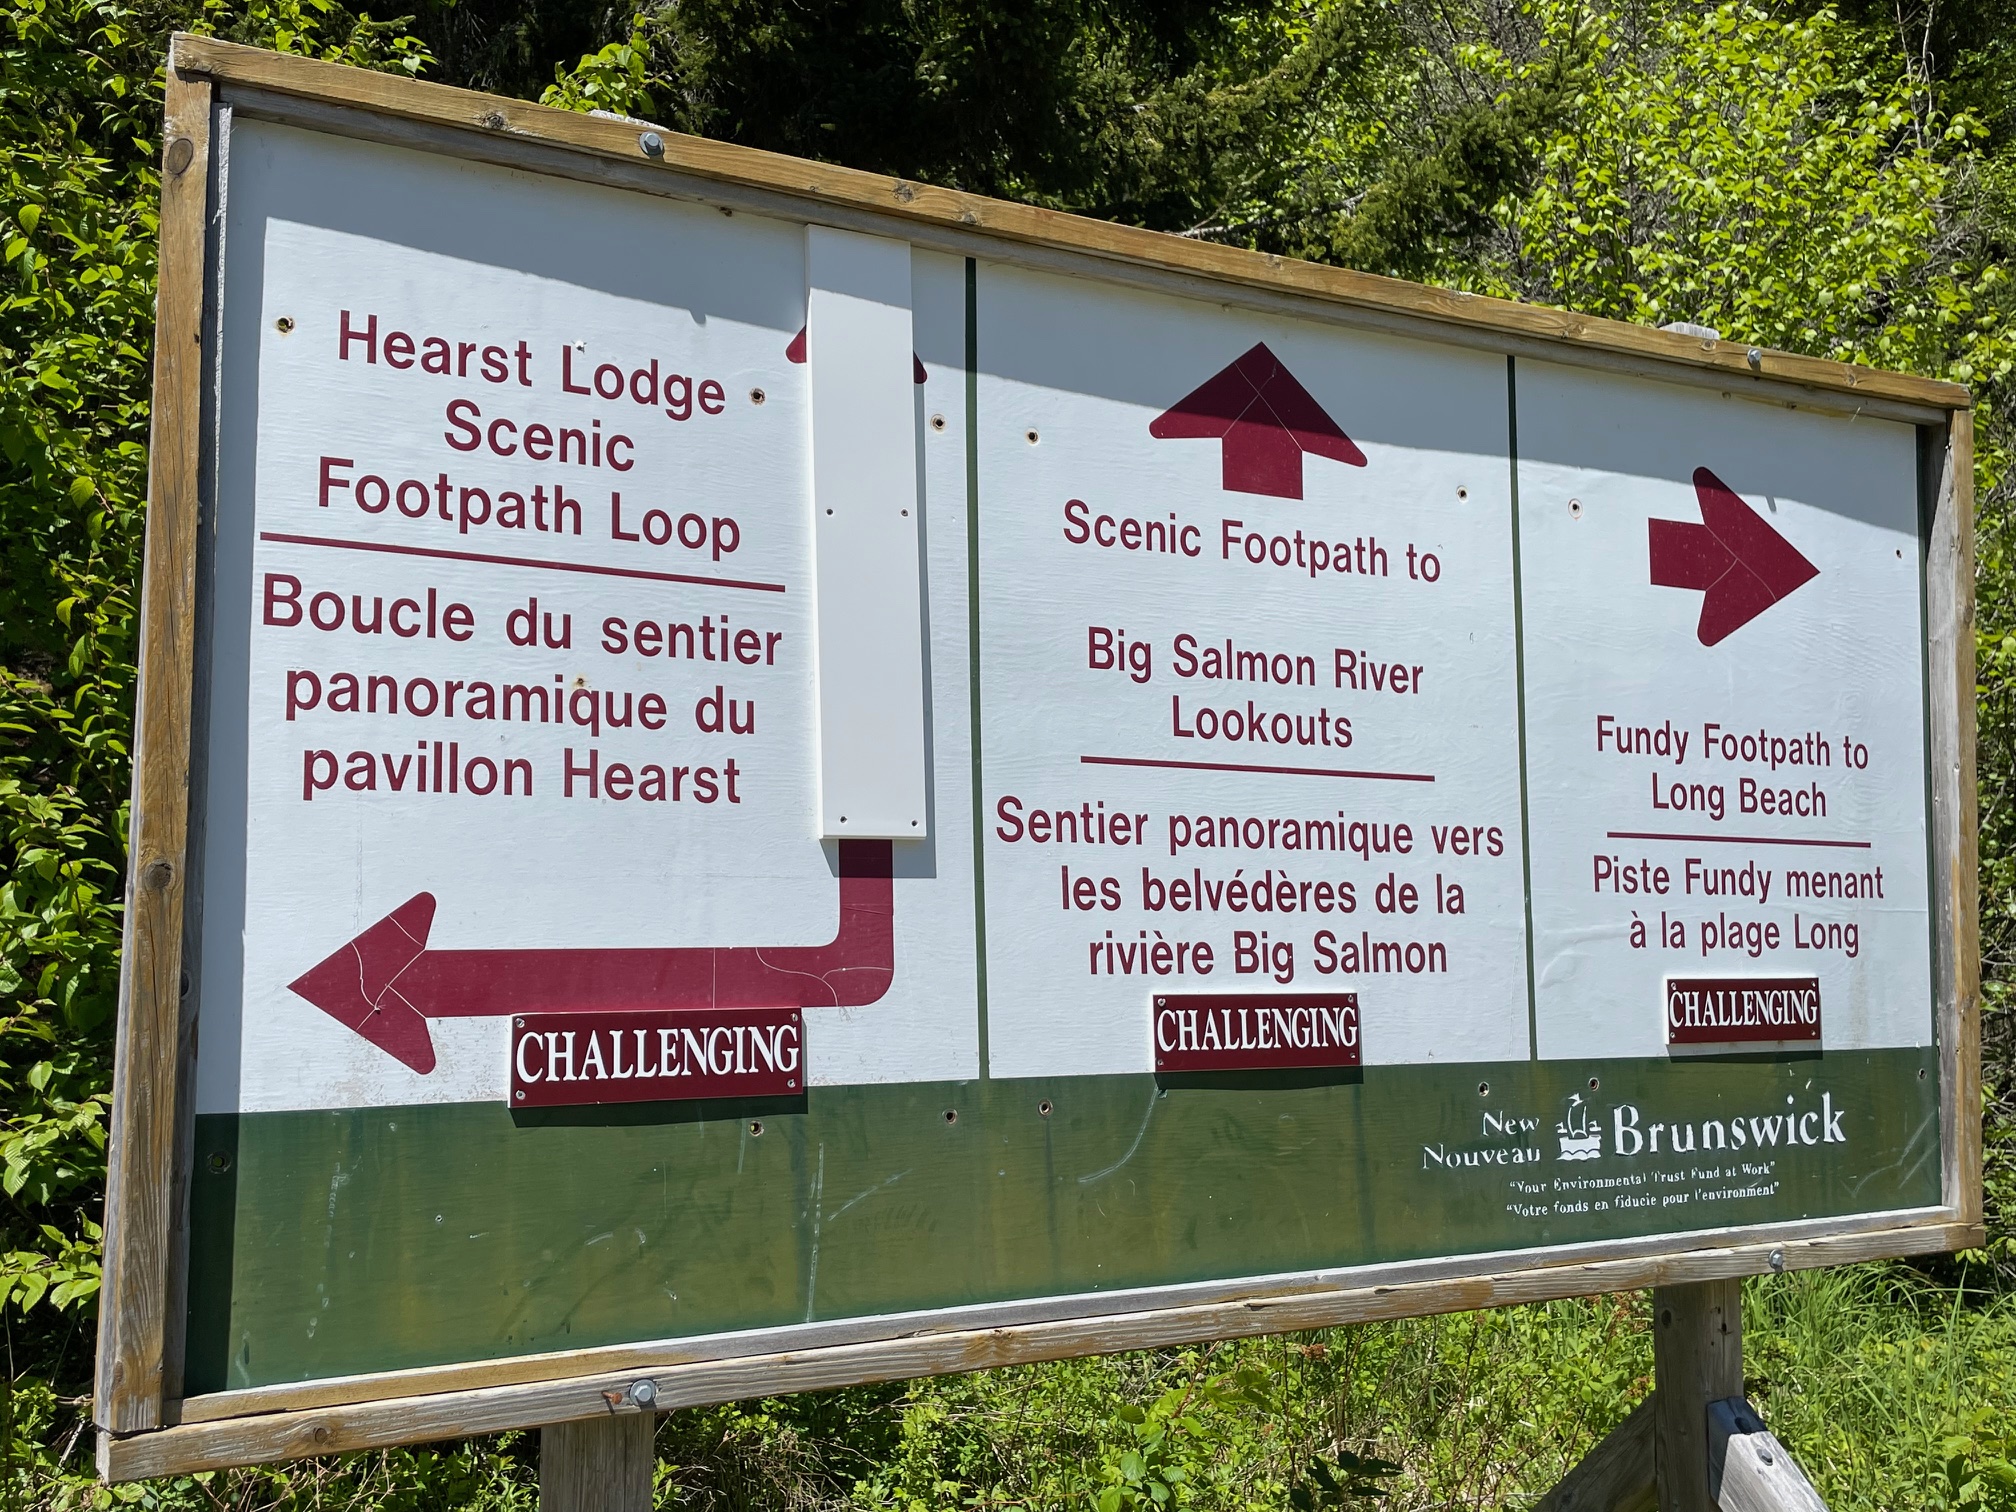 Hearst Lodge
Scenic
Footpath Loop
Boucle du sentier
panoramique du
pavillon Hearst
CHALLENGING
Scenic Footpath to
Big Salmon River
Lookouts
Sentier panoramique vers
les belvédères de la
rivière Big Salmon
CHALLENGING
Fundy Footpath to
Long Beach
Piste Fundy menant
à la plage Long
CHALLENGING
New
Nouveau
Brunswick
"Your Environmental Trust Fund at Work"
"Votre fonds en fiducie pour l'environment"